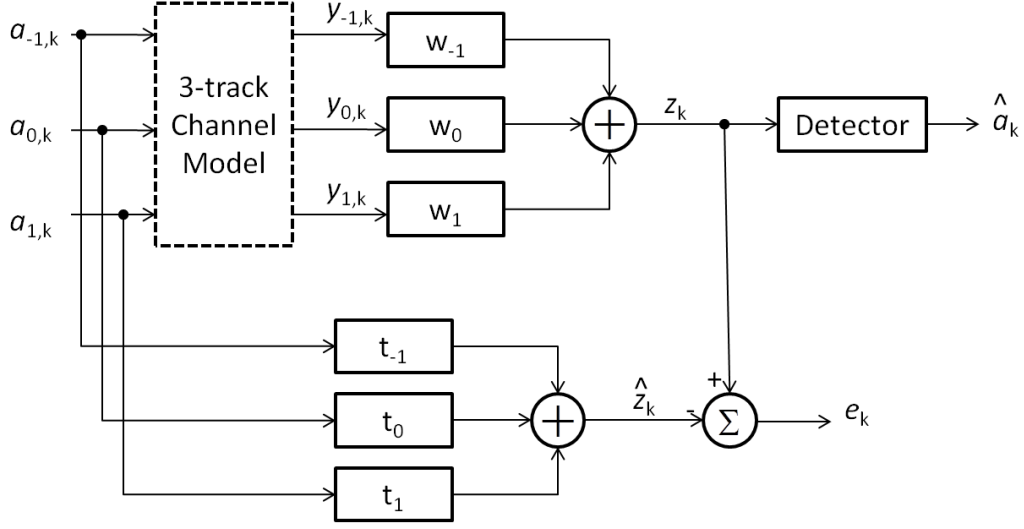 a-1,k
y-1,k
w-1
a0,k
3-track
Channel
Model
y0,k
w0
+
zk
Detector
âk
a1,k
y1,k
w1
t-1
t0
+
ẑk
+
-
Σ
ek
t1